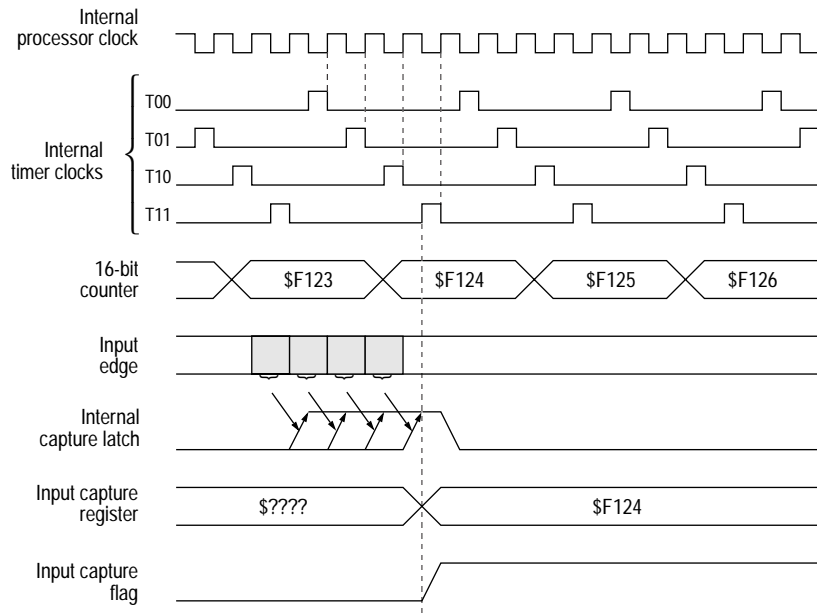 Internal
processor clock
T00
T01
Internal
timer clocks
T10
T11
16-bit
counter
$F123
$F124
$F125
$F126
Input
edge
Internal
capture latch
Input capture
register
$????
$F124
Input capture
flag